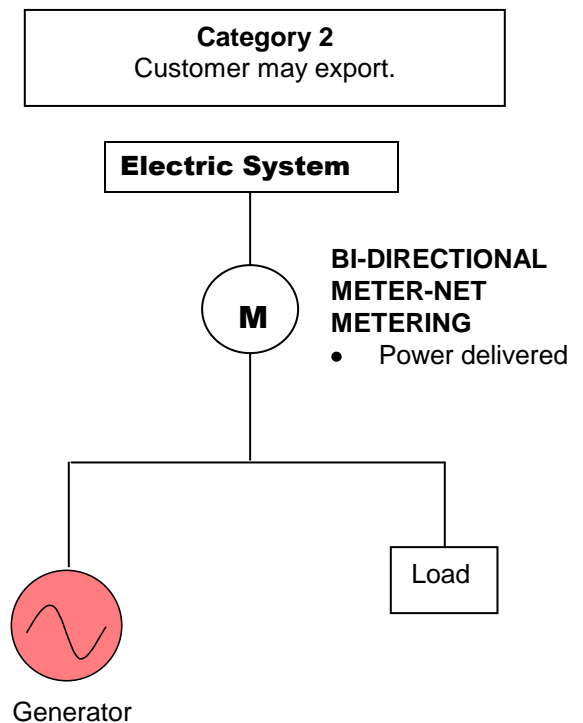 Category 2
Customer may export.
Electric System
BI-DIRECTIONAL
METER-NET
METERING
• Power delivered
M
Load
Generator